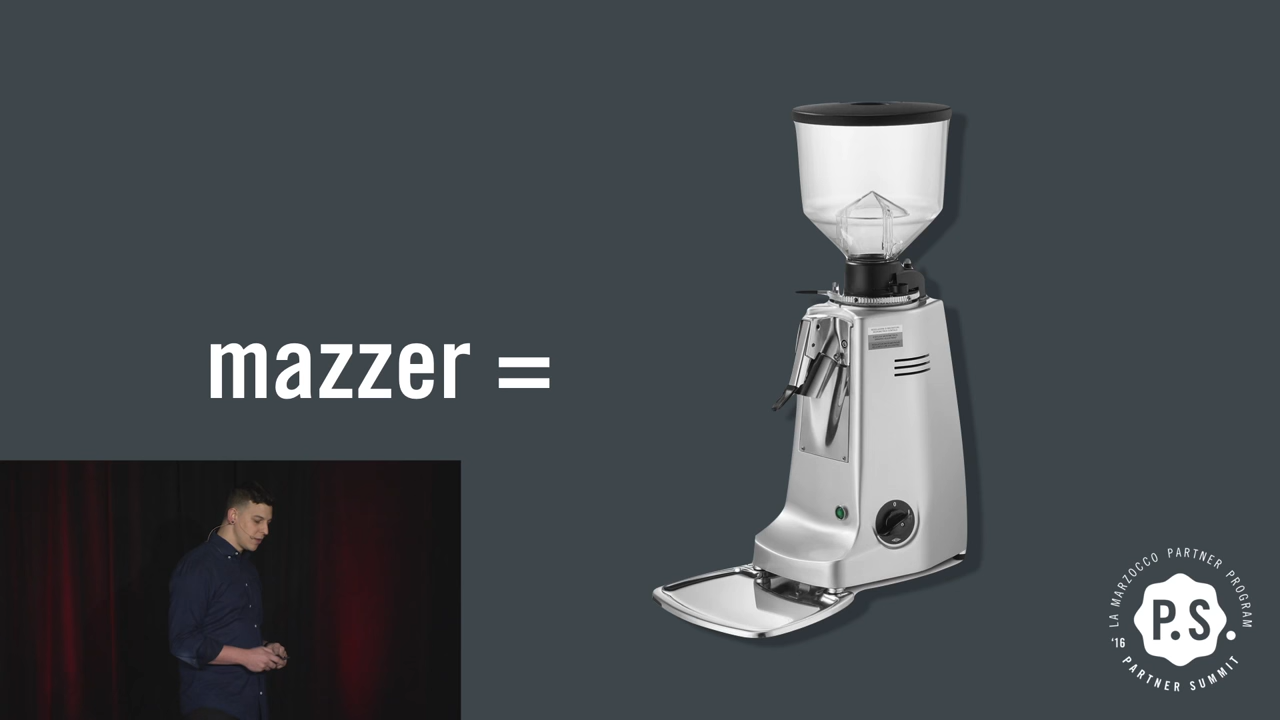 mazzer =
LA MARZOCCO PARTNER PROGRAM
P.S.
'16
PARTNER SUMMIT